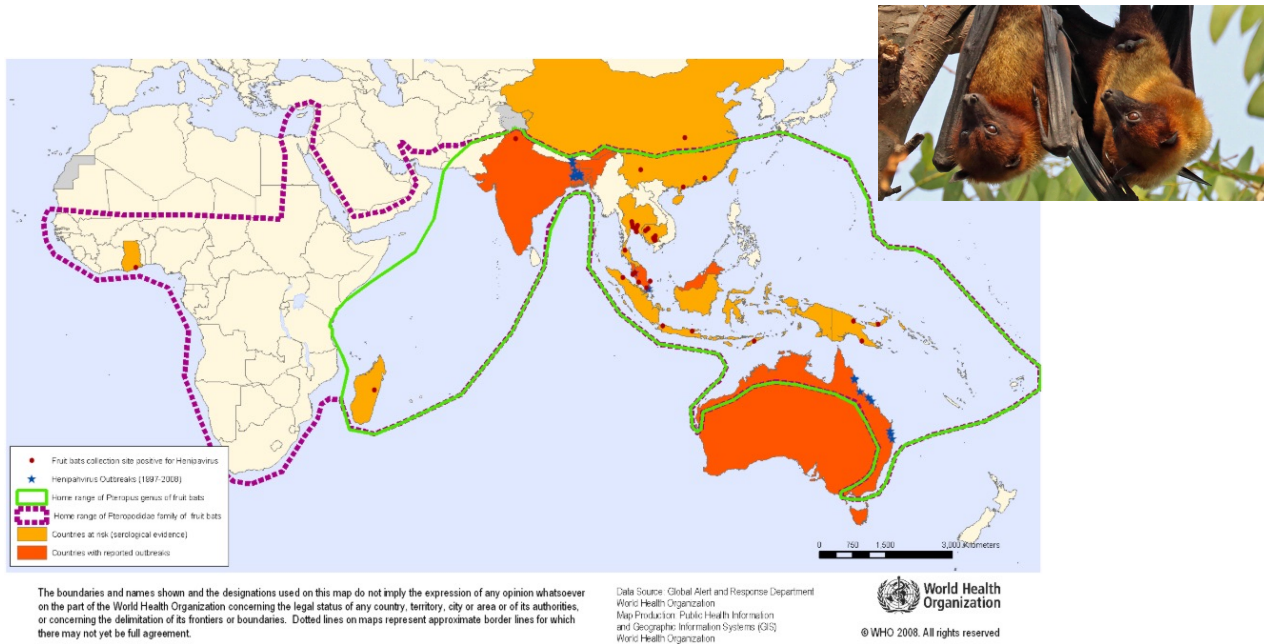 Fruit bats collection site positive for Henipavirus
Henipahvirus Outbreaks (1897-2008)
Home range of Pteropus genus of fruit bats
Home range of Pteropodidae family of fruit bats
Countries at risk (serological evidence)
Countries with reported outbreaks
0 750 1,500 3,000 Kilometers
The boundaries and names shown and the designations used on this map do not imply the expression of any opinion whatsoever
on the part of the World Health Organization concerning the legal status of any country, territory, city or area or of its authorities,
or concerning the delimitation of its frontiers or boundaries. Dotted lines on maps represent approximate border lines for which
there may not yet be full agreement.
Data Source: Global Alert and Response Department
World Health Organization
Map Production: Public Health Information
and Geographic Information Systems (GIS)
World Health Organization
World Health
Organization
© WHO 2008. All rights reserved